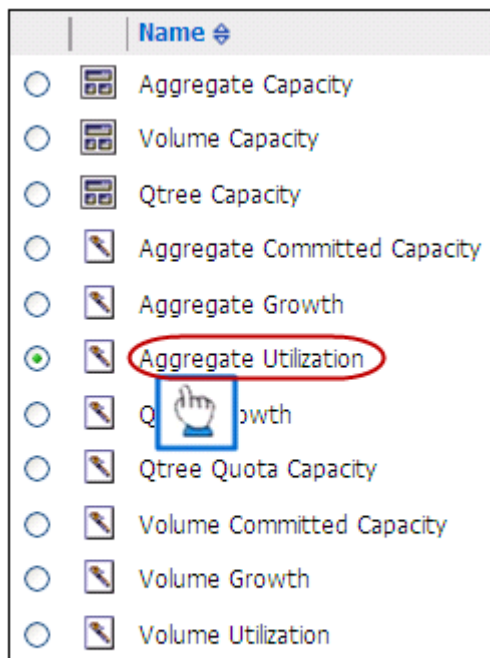 Name
Aggregate Capacity
Volume Capacity
Qtree Capacity
Aggregate Committed Capacity
Aggregate Growth
Aggregate Utilization
Q owth
Qtree Quota Capacity
Volume Committed Capacity
Volume Growth
Volume Utilization